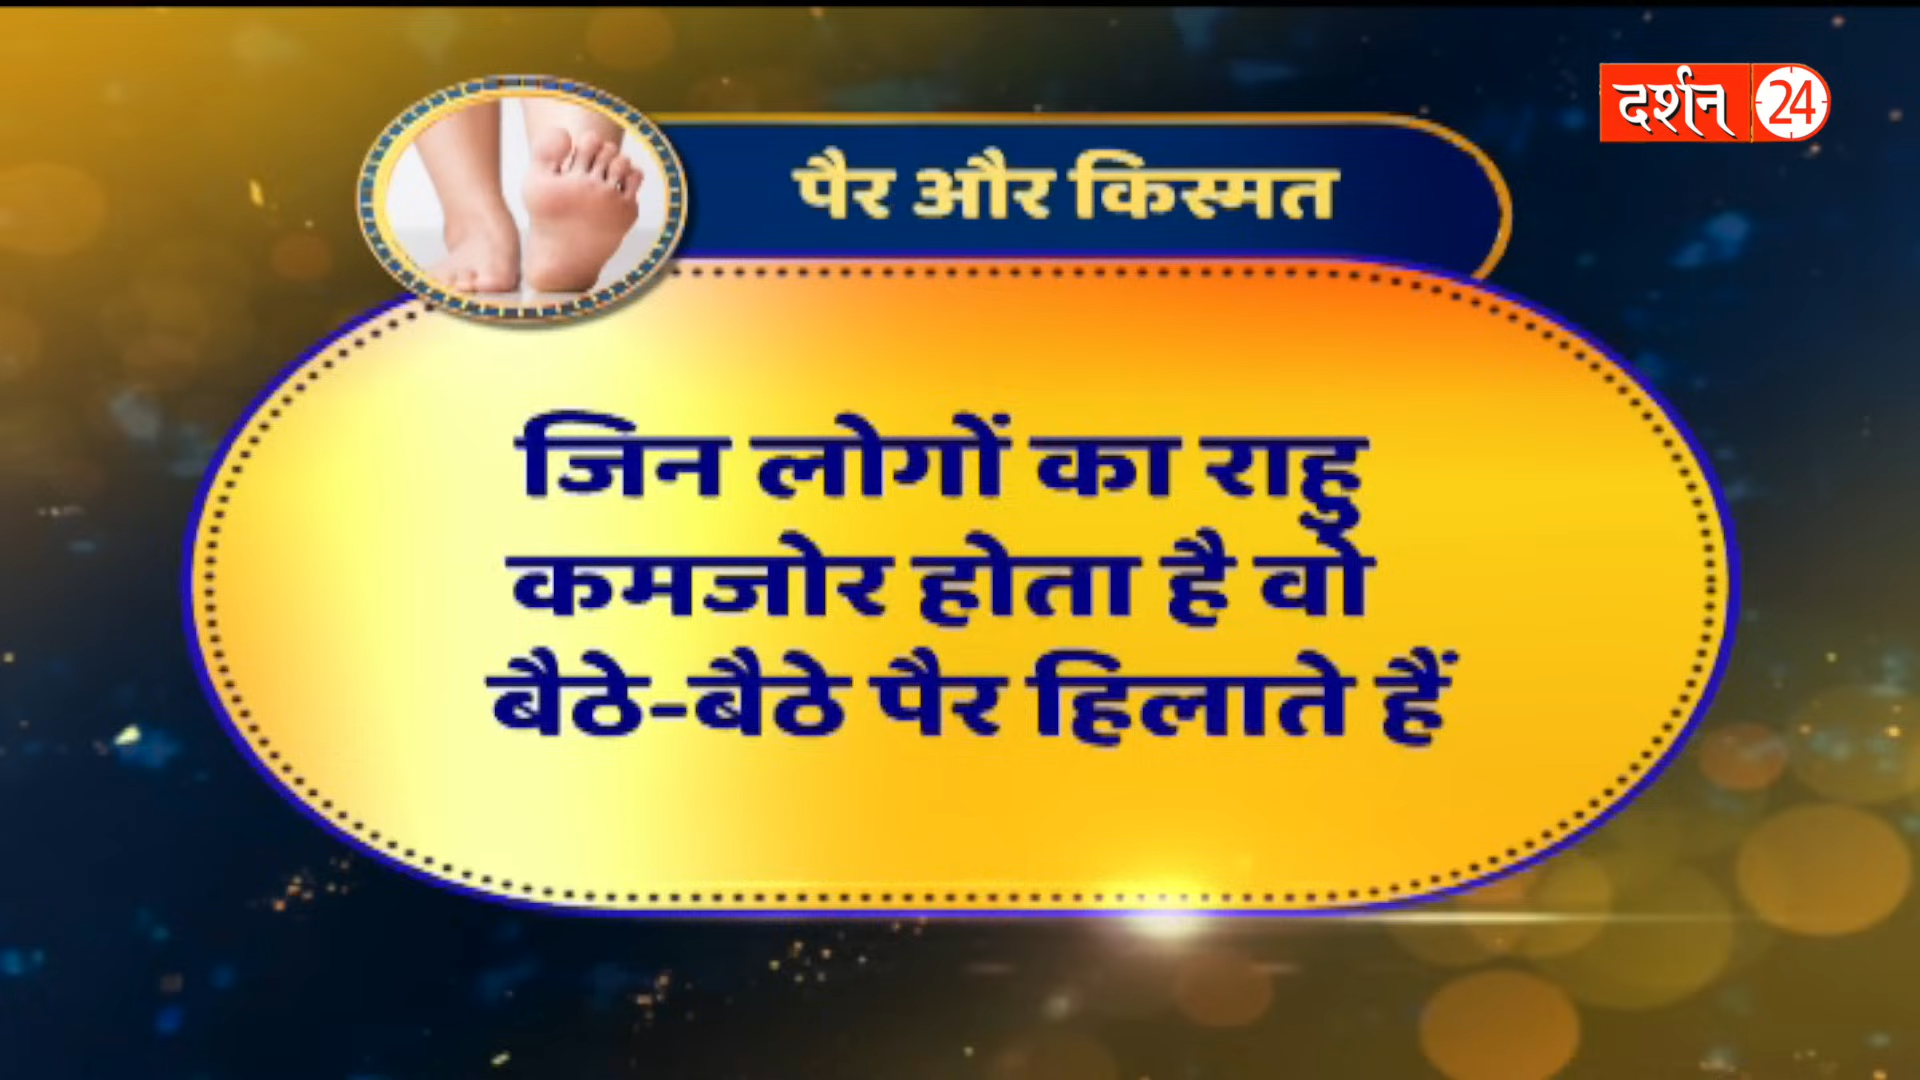 दर्शन 24
पैर और किस्मत
जिन लोगों का राहु
कमजोर होता है वो
बैठे-बैठे पैर हिलाते हैं